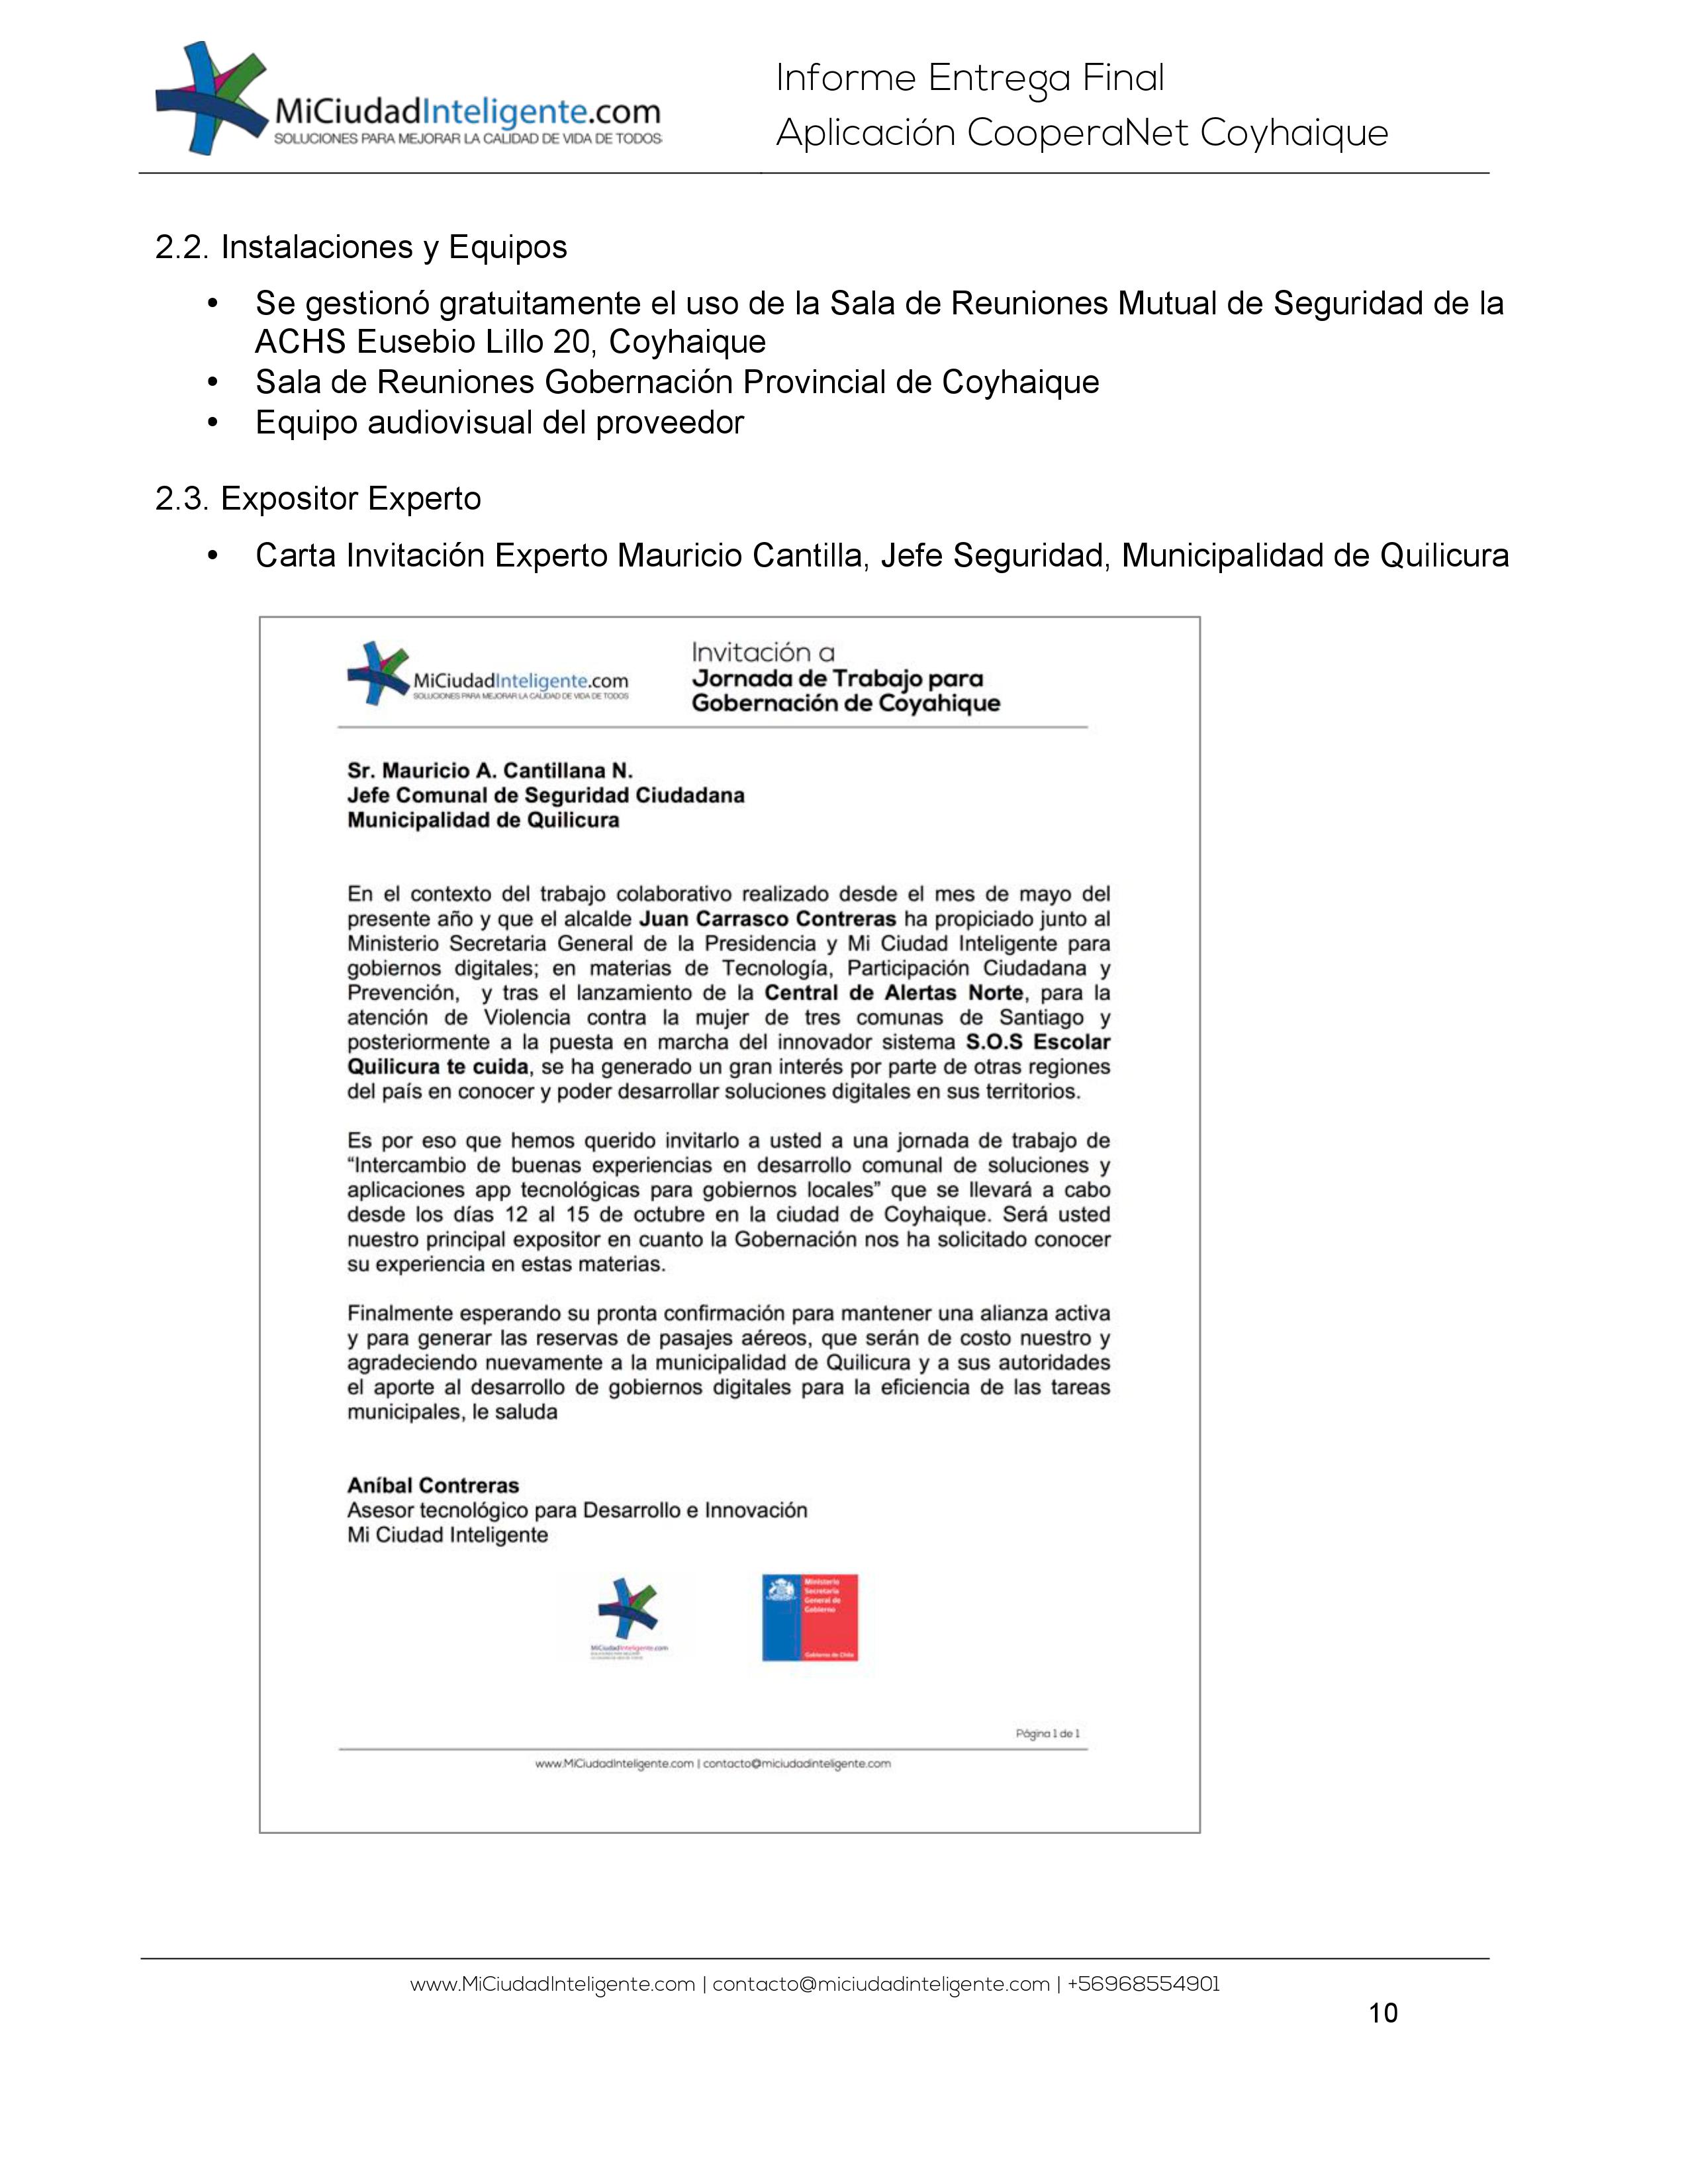 MiCiudadInteligente.com
SOLUCIONES PARA MEJORAR LA CALIDAD DE VIDA DE TODOS
Informe Entrega Final
Aplicación CooperaNet Coyhaique
2.2. Instalaciones y Equipos
• Se gestionó gratuitamente el uso de la Sala de Reuniones Mutual de Seguridad de la
ACHS Eusebio Lillo 20, Coyhaique
• Sala de Reuniones Gobernación Provincial de Coyhaique
• Equipo audiovisual del proveedor
2.3. Expositor Experto
• Carta Invitación Experto Mauricio Cantilla, Jefe Seguridad, Municipalidad de Quilicura
MiCiudadInteligente.com
SOLUCIONES PARA MEJORAR LA CALIDAD DE VIDA DE TODOS
Invitación a
Jornada de Trabajo para
Gobernación de Coyahique
Sr. Mauricio A. Cantillana N.
Jefe Comunal de Seguridad Ciudadana
Municipalidad de Quilicura
En el contexto del trabajo colaborativo realizado desde el mes de mayo del
presente año y que el alcalde Juan Carrasco Contreras ha propiciado junto al
Ministerio Secretaria General de la Presidencia y Mi Ciudad Inteligente para
gobiernos digitales; en materias de Tecnología, Participación Ciudadana y
Prevención, y tras el lanzamiento de la Central de Alertas Norte, para la
atención de Violencia contra la mujer de tres comunas de Santiago y
posteriormente a la puesta en marcha del innovador sistema S.O.S Escolar
Quilicura te cuida, se ha generado un gran interés por parte de otras regiones
del país en conocer y poder desarrollar soluciones digitales en sus territorios.
Es por eso que hemos querido invitarlo a usted a una jornada de trabajo de
“Intercambio de buenas experiencias en desarrollo comunal de soluciones y
aplicaciones app tecnológicas para gobiernos locales” que se llevará a cabo
desde los días 12 al 15 de octubre en la ciudad de Coyhaique. Será usted
nuestro principal expositor en cuanto la Gobernación nos ha solicitado conocer
su experiencia en estas materias.
Finalmente esperando su pronta confirmación para mantener una alianza activa
y para generar las reservas de pasajes aéreos, que serán de costo nuestro y
agradeciendo nuevamente a la municipalidad de Quilicura y a sus autoridades
el aporte al desarrollo de gobiernos digitales para la eficiencia de las tareas
municipales, le saluda
Aníbal Contreras
Asesor tecnológico para Desarrollo e Innovación
Mi Ciudad Inteligente
MiCiudadInteligente.com
Ministerio
Secretaría
General de
Gobierno
Gobierno de Chile
Página 1 de 1
www.MiCiudadInteligente.com | contacto@miciudadinteligente.com
www.MiCiudadInteligente.com | contacto@miciudadinteligente.com | +56968554901
10